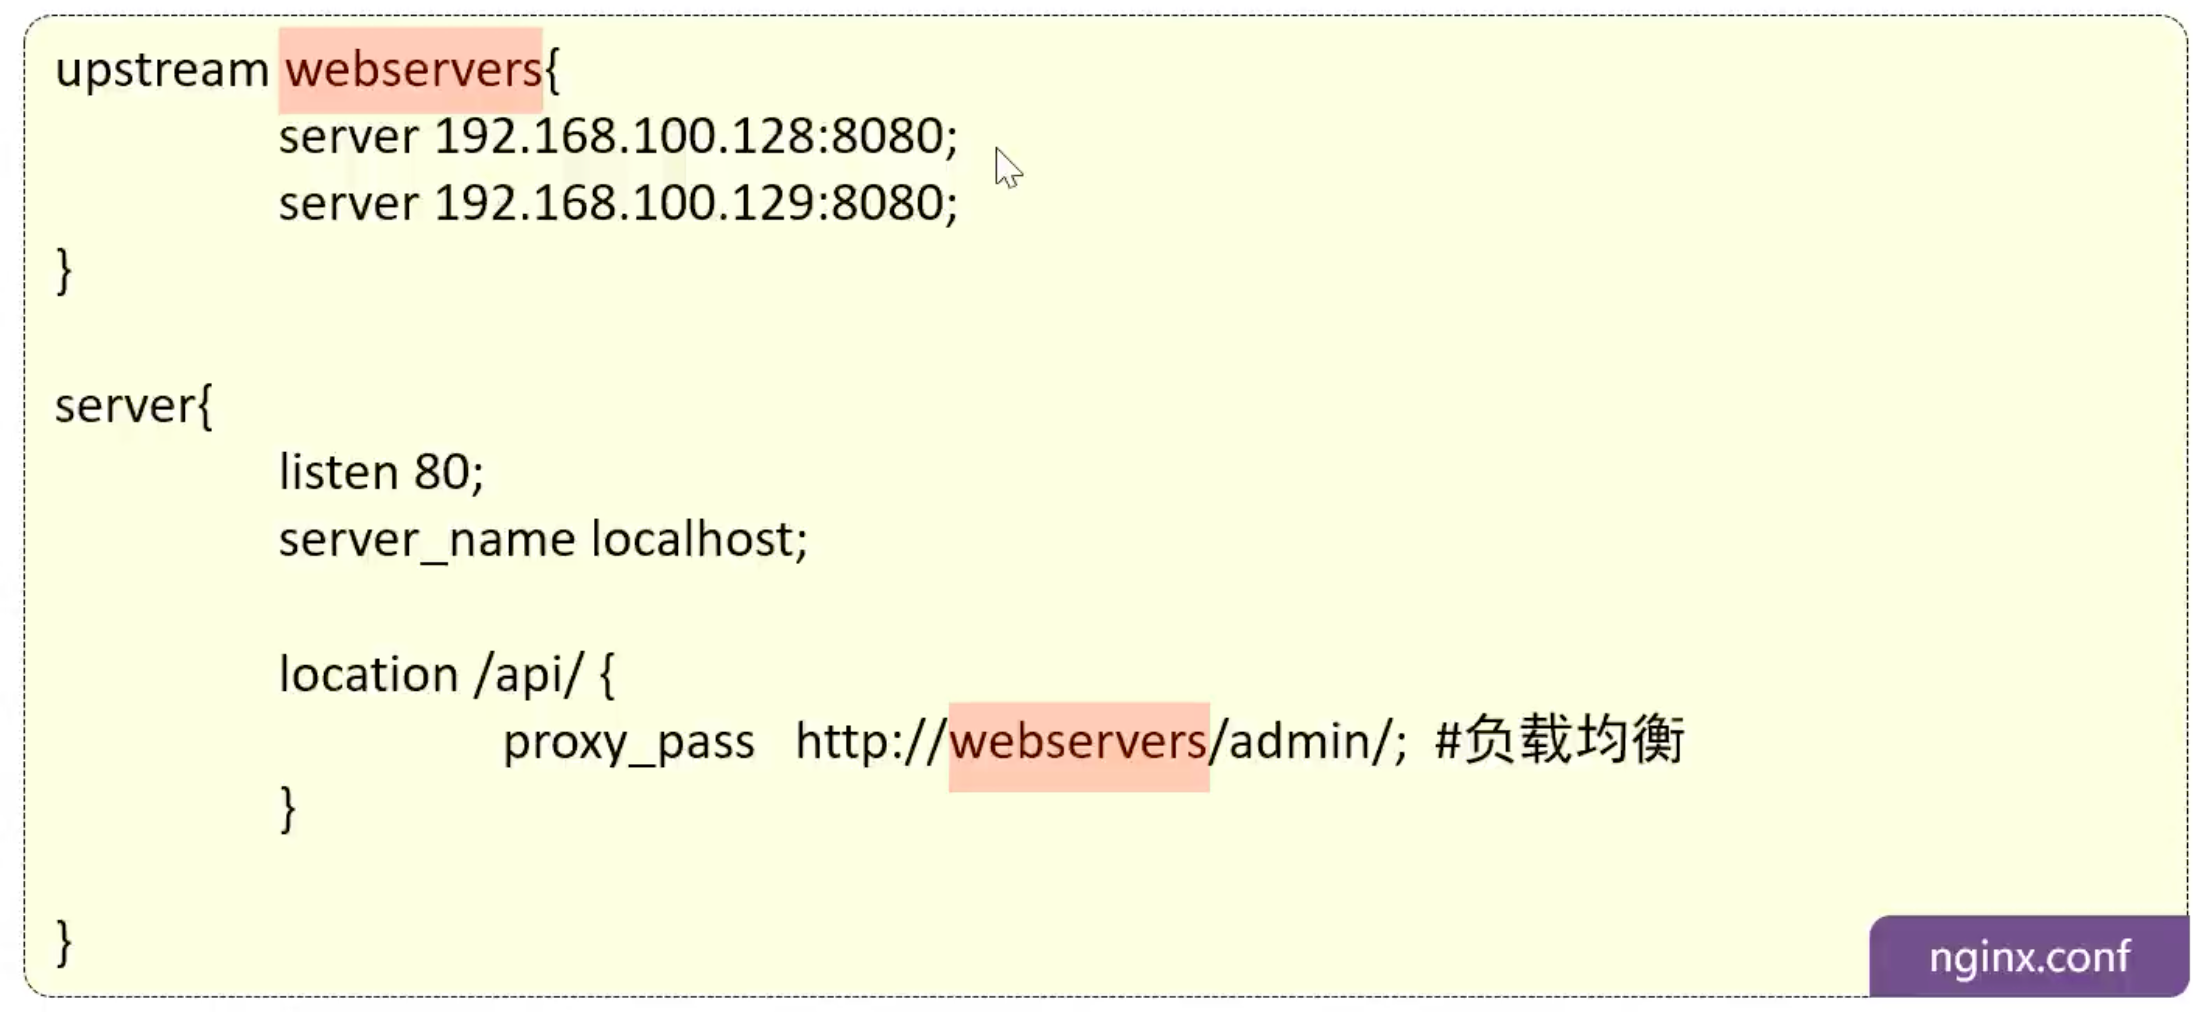 upstream webservers{
server 192.168.100.128:8080;
server 192.168.100.129:8080;
}
server{
listen 80;
server_name localhost;
location /api/ {
proxy_pass http://webservers/admin/; #负载均衡
}
}
nginx.conf